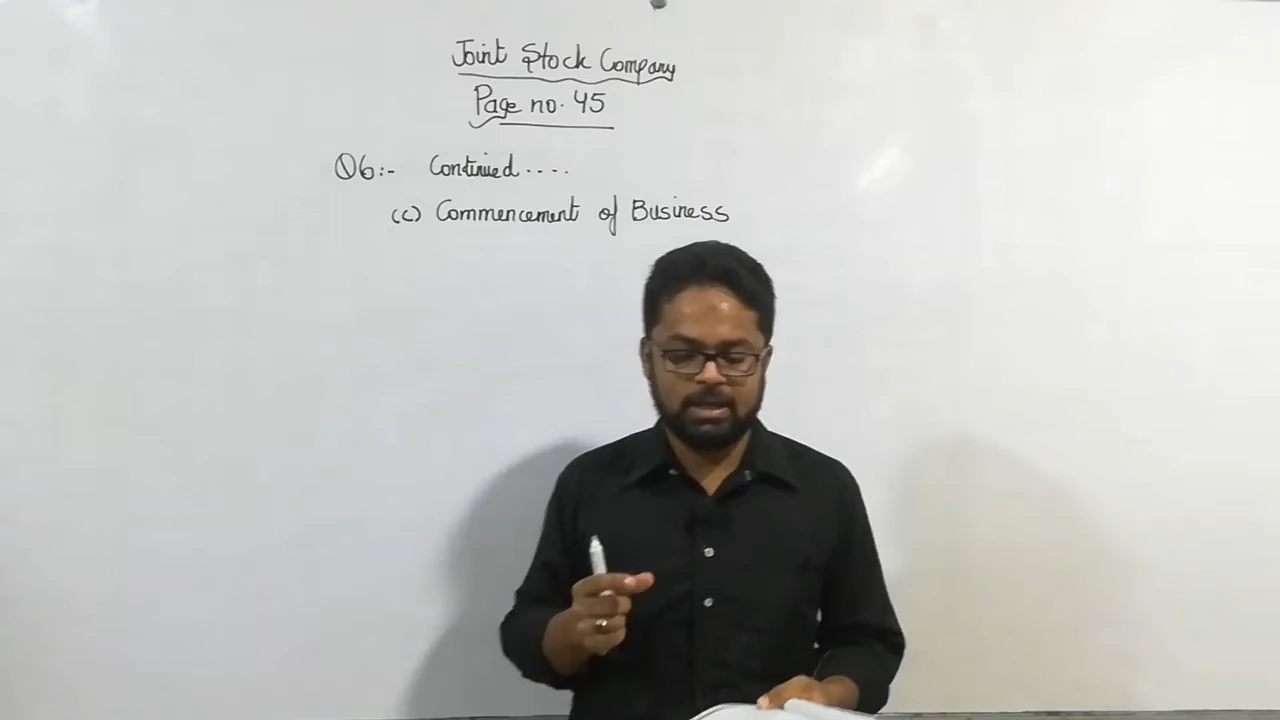 Joint Stock Company
Page no. 45
Q6:- Continued....
(c) Commencement of Business